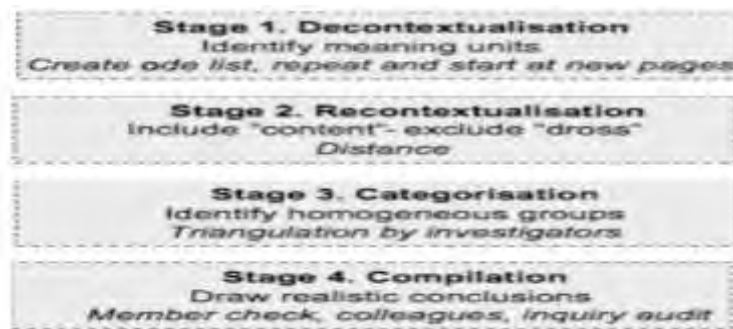 Stage 1. Decontextualisation
Identify meaning units
Create ode list, repeat and start at new pages
Stage 2. Recontextualisation
Include "content"- exclude "dross"
Distance
Stage 3. Categorisation
Identify homogeneous groups
Triangulation by investigators
Stage 4. Compilation
Draw realistic conclusions
Member check, colleagues, inquiry audit